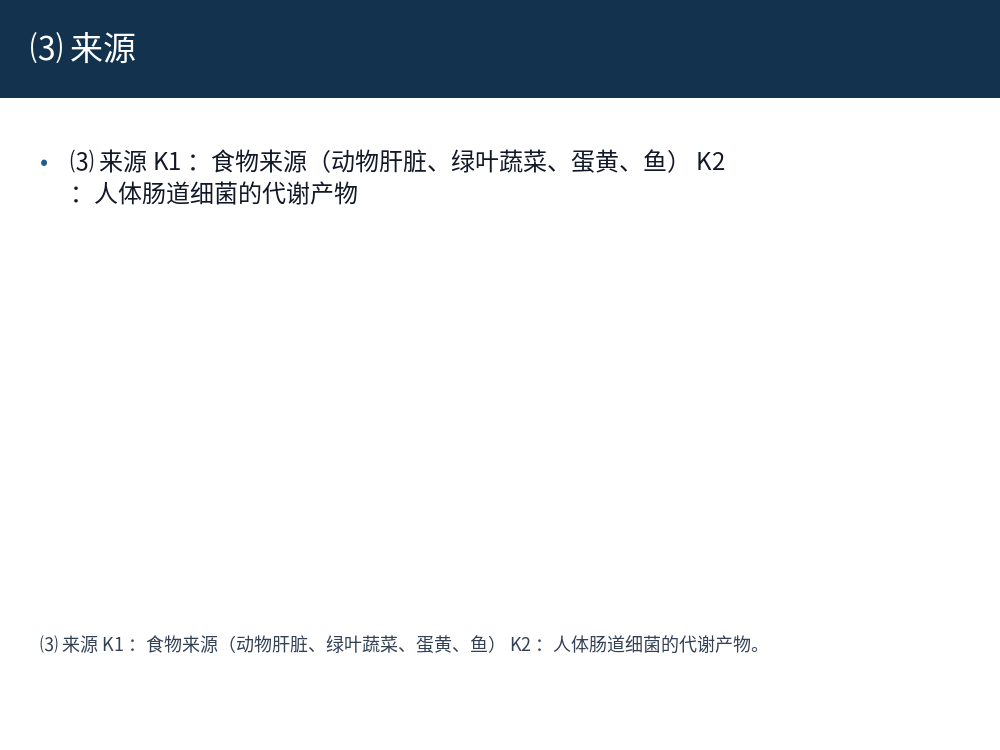 ⑶ 来源
• ⑶ 来源 K1 ：食物来源（动物肝脏、绿叶蔬菜、蛋黄、鱼） K2
：人体肠道细菌的代谢产物
⑶ 来源 K1 ：食物来源（动物肝脏、绿叶蔬菜、蛋黄、鱼） K2 ：人体肠道细菌的代谢产物。